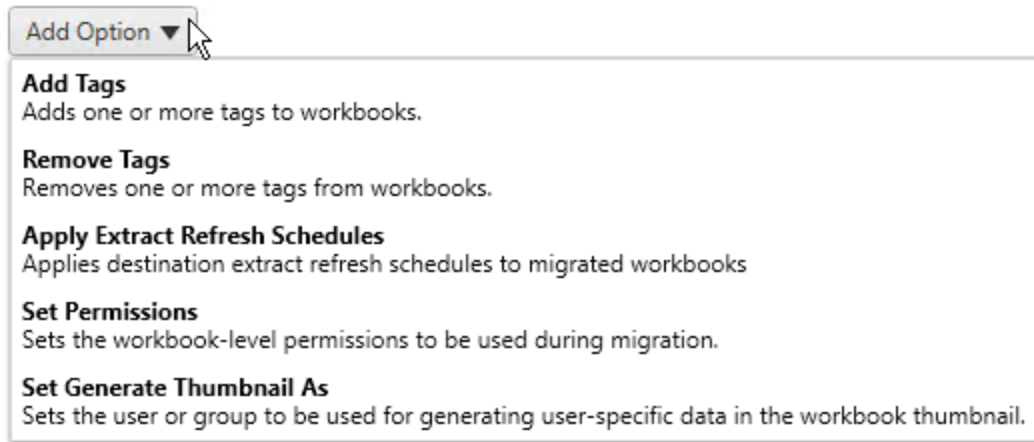 Add Option
Add Tags
Adds one or more tags to workbooks.
Remove Tags
Removes one or more tags from workbooks.
Apply Extract Refresh Schedules
Applies destination extract refresh schedules to migrated workbooks
Set Permissions
Sets the workbook-level permissions to be used during migration.
Set Generate Thumbnail As
Sets the user or group to be used for generating user-specific data in the workbook thumbnail.